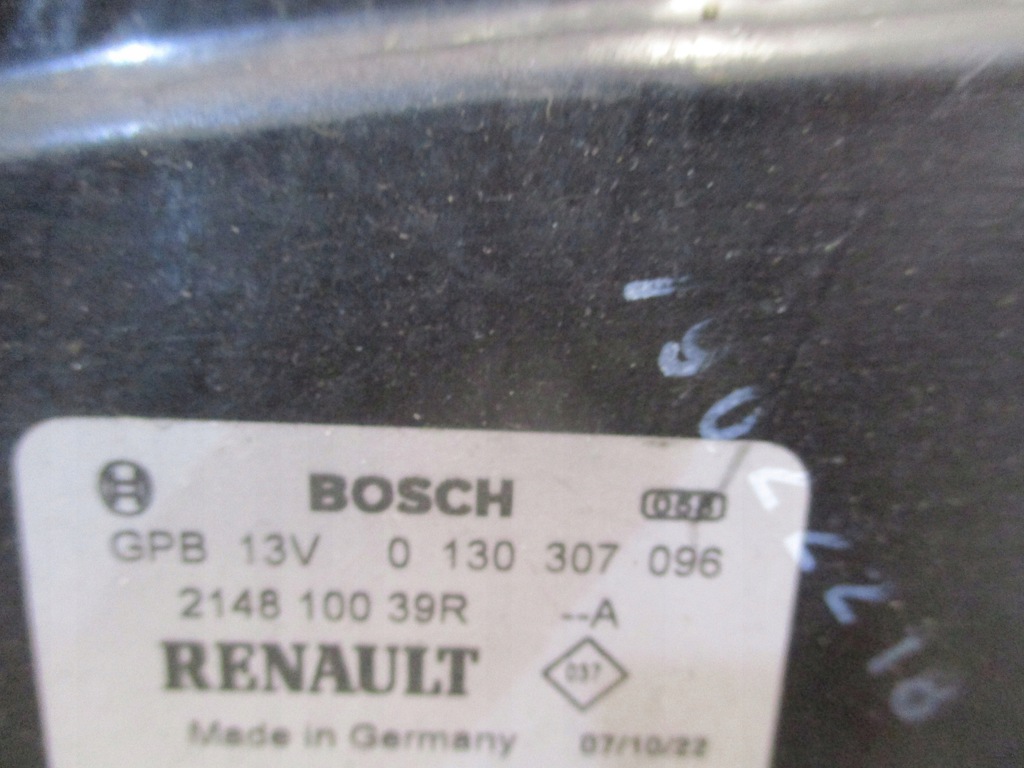 BOSCH
GPB 13V 0 130 307 096
2148 100 39R --A
RENAULT 037
Made in Germany 07/10/22